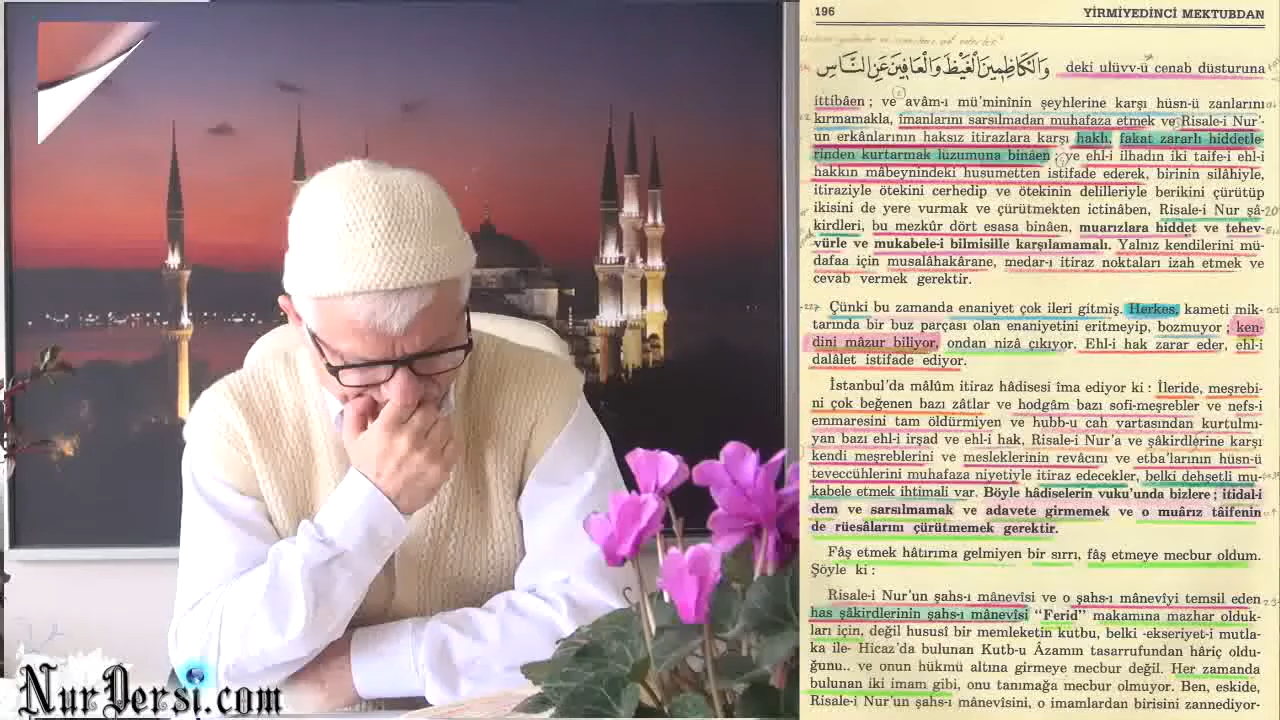 196
YİRMİYEDİNCİ MEKTUBDAN
وَالْكَاظِمِينَ الْغَيْظَ وَالْعَافِينَ عَنِ النَّاسِ deki ulüvv-ü cenab düsturuna
ittibâen ; ve avâm-ı mü'minînin şeyhlerine karşı hüsn-ü zanlarını
kırmamakla, imanlarını sarsılmadan muhafaza etmek ve Risale-i Nur'-
un erkânlarının haksız itirazlara karşı haklı, fakat zararlı hiddetle-
rinden kurtarmak lüzumuna binâen ; ve ehl-i ilhadın iki taife-i ehl-i
hakkın mâbeynindeki husumetten istifade ederek, birinin silâhiyle,
itiraziyle ötekini cerhedip ve ötekinin delilleriyle berikini çürütüp
ikisini de yere vurmak ve çürütmekten ictinâben, Risale-i Nur şâ-
kirdleri, bu mezkûr dört esasa binâen, muarızlara hiddet ve tehev-
vürle ve mukabele-i bilmisille karşılamamalı. Yalnız kendilerini mü-
dafaa için musalâhakârane, medar-ı itiraz noktaları izah etmek ve
cevab vermek gerektir.
Çünki bu zamanda enaniyet çok ileri gitmiş. Herkes, kameti mik-
tarında bir buz parçası olan enaniyetini eritmeyip, bozmuyor ; ken-
dini mâzur biliyor, ondan nizâ çıkıyor. Ehl-i hak zarar eder, ehl-i
dalâlet istifade ediyor.
İstanbul'da mâlûm itiraz hâdisesi îma ediyor ki : İleride, meşrebi-
ni çok beğenen bazı zâtlar ve hodgâm bazı sofi-meşrebler ve nefs-i
emmaresini tam öldürmiyen ve hubb-u cah vartasından kurtulmı-
yan bazı ehl-i irşad ve ehl-i hak, Risale-i Nur'a ve şâkirdlerine karşı
kendi meşreblerini ve mesleklerinin revâcını ve etba'larının hüsn-ü
teveccühlerini muhafaza niyetiyle itiraz edecekler, belki dehşetli mu-
kabele etmek ihtimali var. Böyle hâdiselerin vuku'unda bizlere ; itidal-i
dem ve sarsılmamak ve adavete girmemek ve o muârız tâifenin
de rüesâlarını çürütmemek gerektir.
Fâş etmek hâtırıma gelmiyen bir sırrı, fâş etmeye mecbur oldum.
Şöyle ki :
Risale-i Nur'un şahs-ı mânevîsi ve o şahs-ı mânevîyi temsil eden
has şâkirdlerinin şahs-ı mânevîsi "Ferid" makamına mazhar olduk-
ları için, değil hususî bir memleketin kutbu, belki -ekseriyet-i mutla-
ka ile- Hicaz'da bulunan Kutb-u Âzamın tasarrufundan hâriç oldu-
ğunu.. ve onun hükmü altına girmeye mecbur değil. Her zamanda
bulunan iki imam gibi, onu tanımağa mecbur olmuyor. Ben, eskide,
Risale-i Nur'un şahs-ı mânevîsini, o imamlardan birisini zannediyor-
NurDersi.com